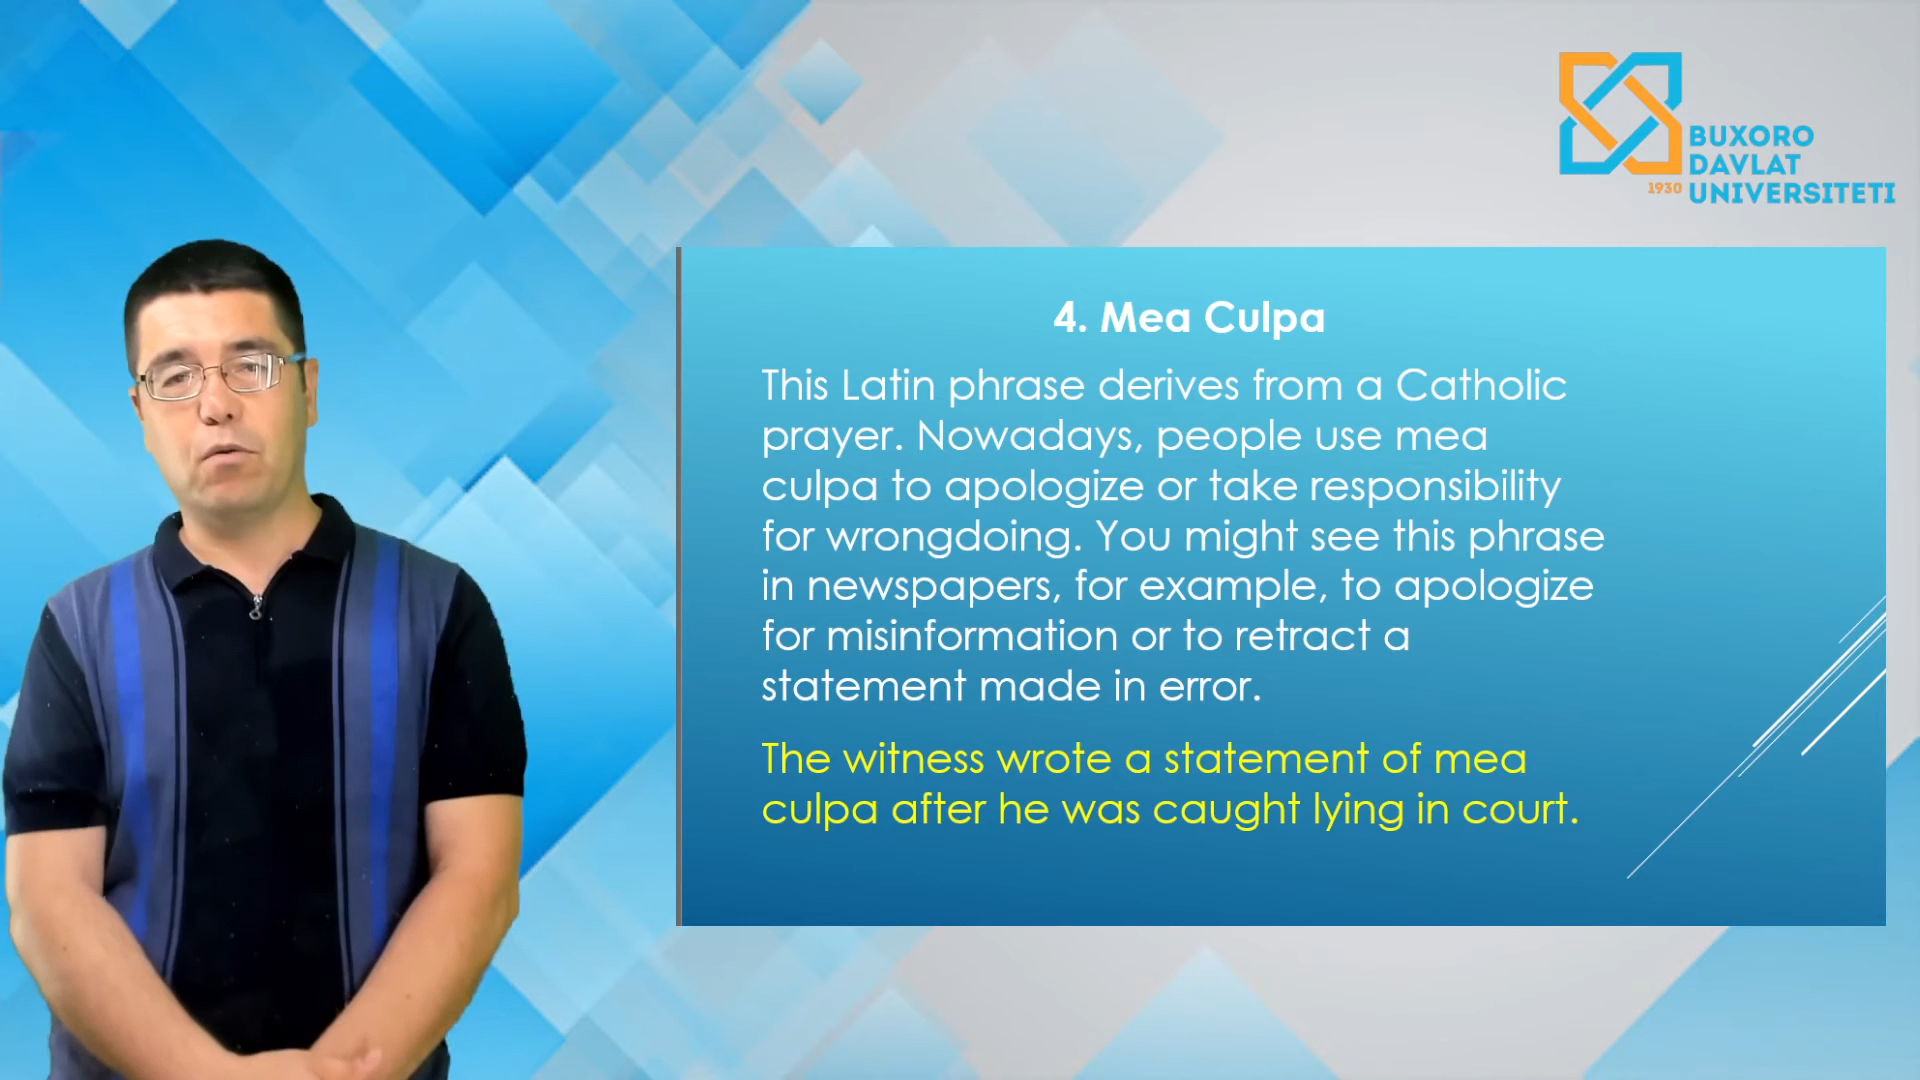 BUXORO
DAVLAT
1930 UNIVERSITETI
4. Mea Culpa
This Latin phrase derives from a Catholic
prayer. Nowadays, people use mea
culpa to apologize or take responsibility
for wrongdoing. You might see this phrase
in newspapers, for example, to apologize
for misinformation or to retract a
statement made in error.
The witness wrote a statement of mea
culpa after he was caught lying in court.